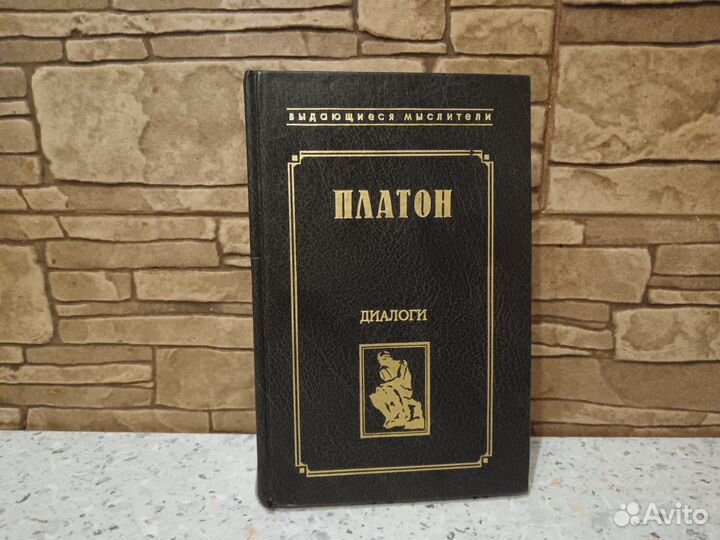 выдающиеся мыслители
ПЛАТОН
ДИАЛОГИ
Avito